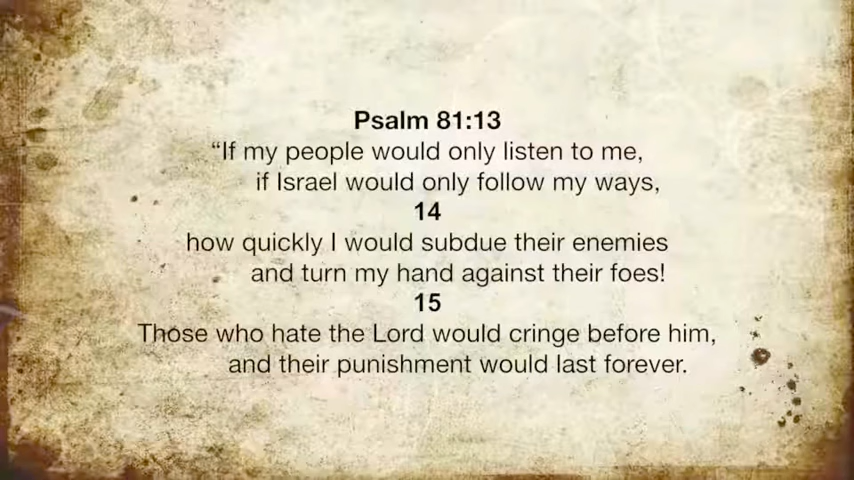 Psalm 81:13
“If my people would only listen to me,
if Israel would only follow my ways,
14
how quickly I would subdue their enemies
and turn my hand against their foes!
15
Those who hate the Lord would cringe before him,
and their punishment would last forever.